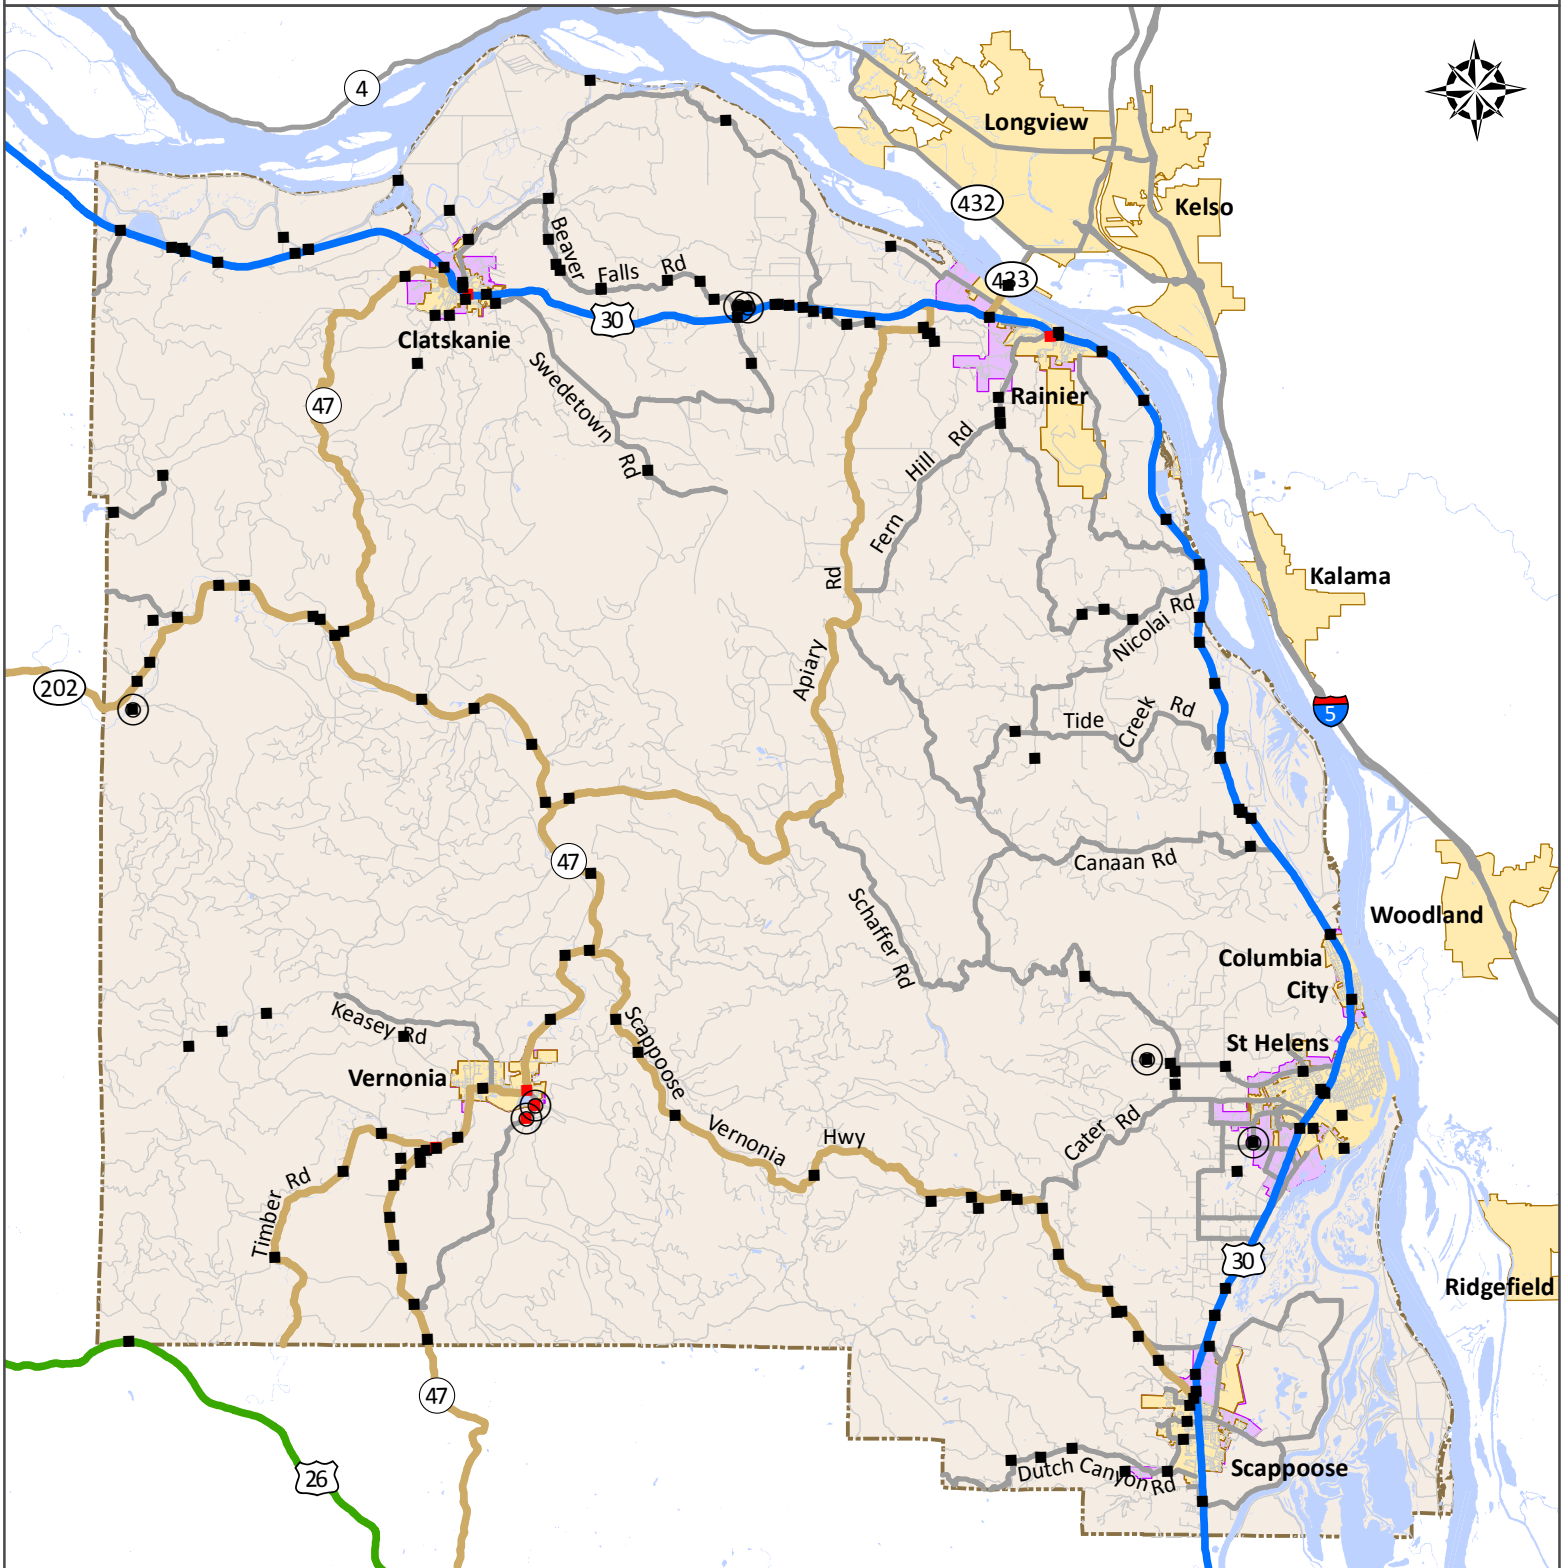 4
Longview
432
Kelso
433
Beaver
Falls
Rd
30
Clatskanie
Swedetown
Rd
47
Rainier
Fern
Hill
Rd
Kalama
Rd
Apiary
Nicolai
Rd
202
5
Tide
Creek
Rd
47
Canaan Rd
Schaffer Rd
Woodland
Columbia
City
Keasey Rd
Scappoose
St Helens
Vernonia
Cater
Rd
Vernonia
Hwy
Timber
Rd
30
Ridgefield
47
26
Dutch Canyon Rd
Scappoose